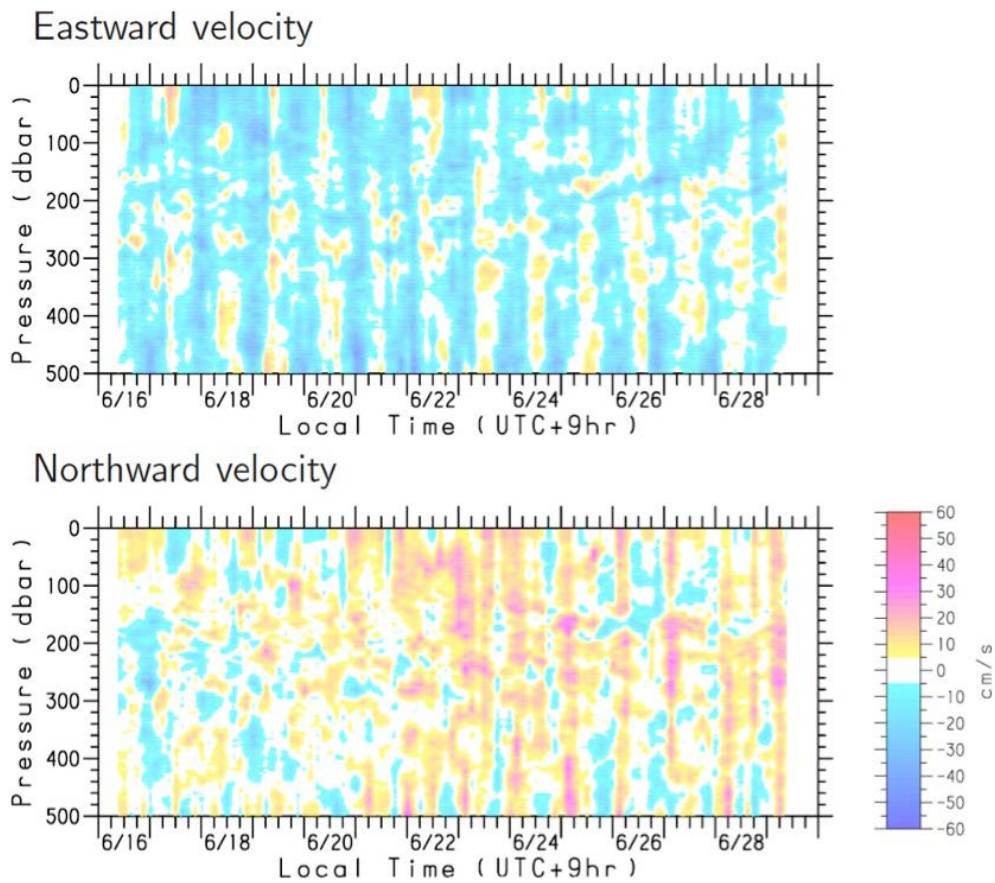 Eastward velocity
Pressure (dbar)
0
100
200
300
400
500
6/16 6/18 6/20 6/22 6/24 6/26 6/28
Local Time (UTC+9hr)
Northward velocity
Pressure (dbar)
0
100
200
300
400
500
6/16 6/18 6/20 6/22 6/24 6/26 6/28
Local Time (UTC+9hr)
60
50
40
30
20
10
0
-10
-20
-30
-40
-50
-60
cm/s